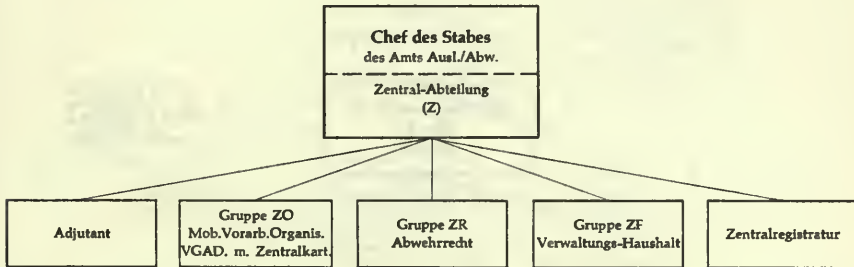 Chef des Stabes
des Amts Ausl./Abw.
Zentral-Abteilung
(Z)
Adjutant
Gruppe ZO
Mob.Vorarb.Organis.
VGAD. m. Zentralkart.
Gruppe ZR
Abwehrrecht
Gruppe ZF
Verwaltungs-Haushalt
Zentralregistratur